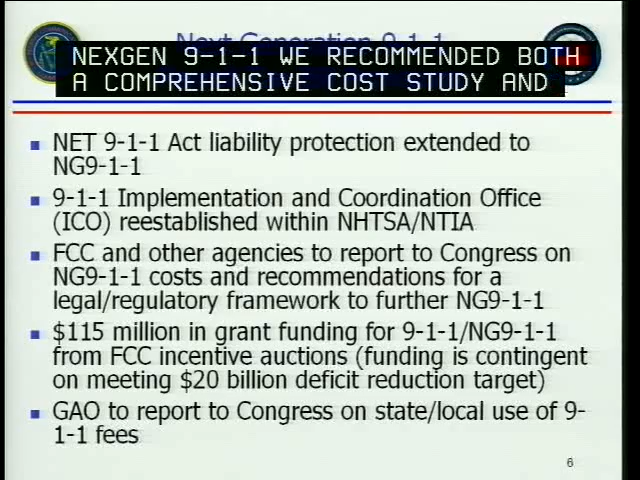 Next Generation 9-1-1
NEXGEN 9-1-1 WE RECOMMENDED BOTH
A COMPREHENSIVE COST STUDY AND
NET 9-1-1 Act liability protection extended to
NG9-1-1
9-1-1 Implementation and Coordination Office
(ICO) reestablished within NHTSA/NTIA
FCC and other agencies to report to Congress on
NG9-1-1 costs and recommendations for a
legal/regulatory framework to further NG9-1-1
$115 million in grant funding for 9-1-1/NG9-1-1
from FCC incentive auctions (funding is contingent
on meeting $20 billion deficit reduction target)
GAO to report to Congress on state/local use of 9-
1-1 fees
6